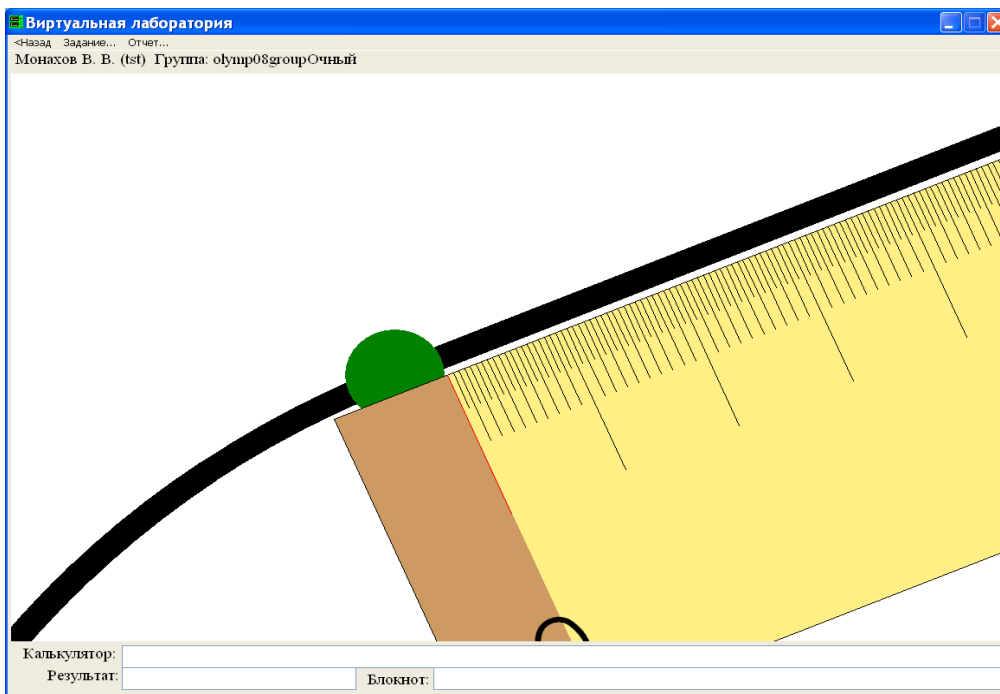 Виртуальная лаборатория
<Назад Задание... Отчет...
Монахов В. В. (tst) Группа: olymp08groupОчный
Калькулятор:
Результат:
Блокнот: